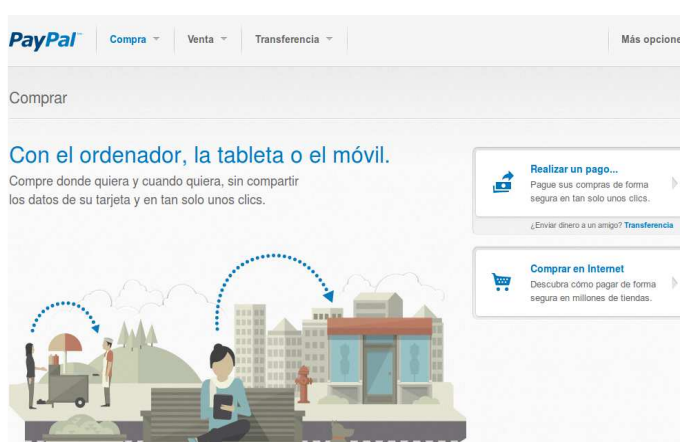 PayPal
Compra
Venta
Transferencia
Más opcione
Comprar
Con el ordenador, la tableta o el móvil.
Compre donde quiera y cuando quiera, sin compartir
los datos de su tarjeta y en tan solo unos clics.
Realizar un pago...
Pague sus compras de forma
segura en tan solo unos clics.
¿Enviar dinero a un amigo? Transferencia
Comprar en Internet
Descubra cómo pagar de forma
segura en millones de tiendas.